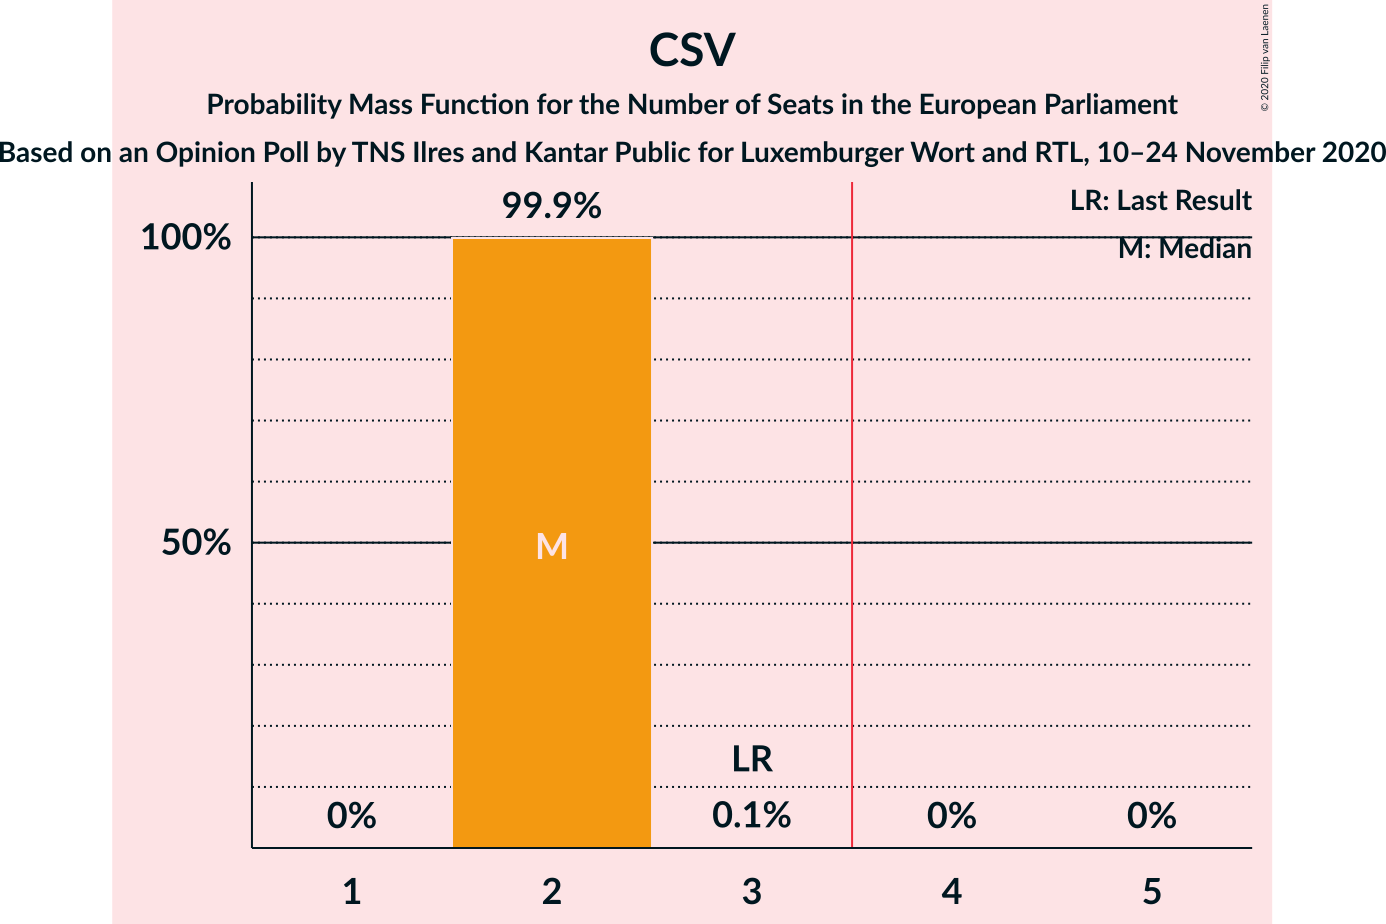 CSV
Probability Mass Function for the Number of Seats in the European Parliament
Based on an Opinion Poll by TNS Ilres and Kantar Public for Luxemburger Wort and RTL, 10–24 November 2020
© 2020 Filip van Laenen
LR: Last Result
M: Median
99.9%
100%
50%
M
LR
0%
0.1%
0%
0%
1
2
3
4
5